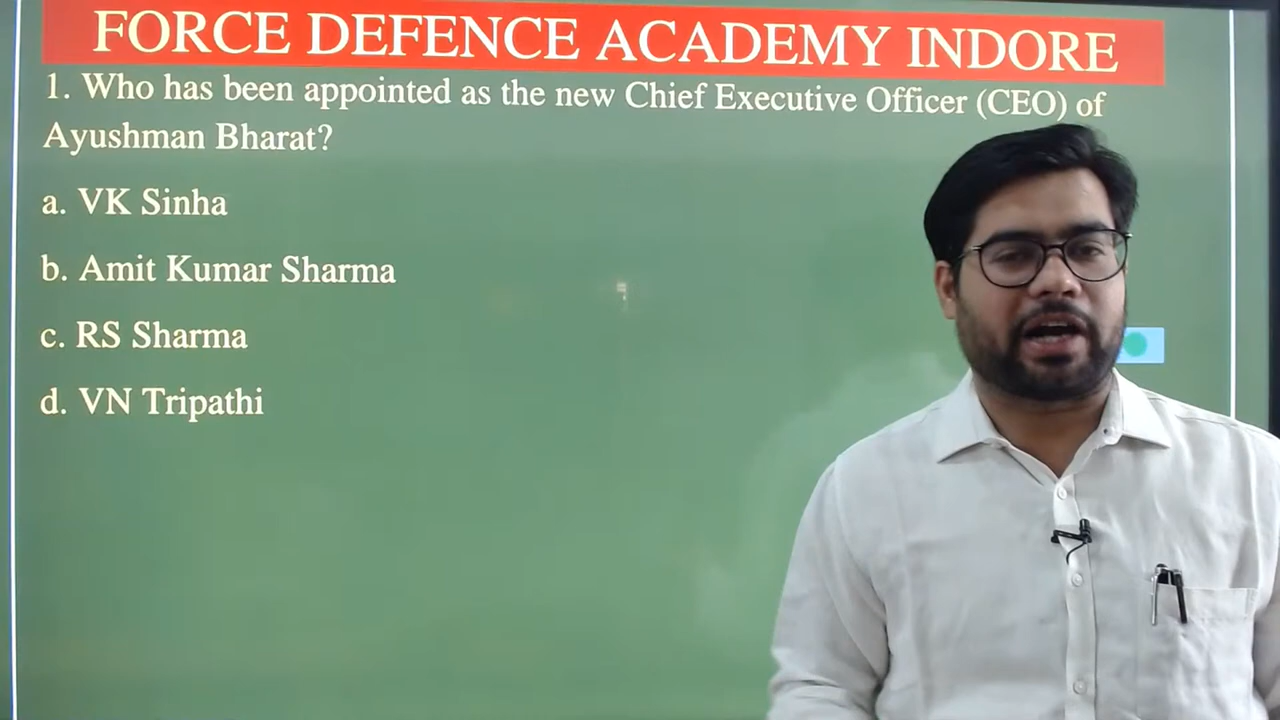 FORCE DEFENCE ACADEMY INDORE
1. Who has been appointed as the new Chief Executive Officer (CEO) of
Ayushman Bharat?
a. VK Sinha
b. Amit Kumar Sharma
c. RS Sharma
d. VN Tripathi